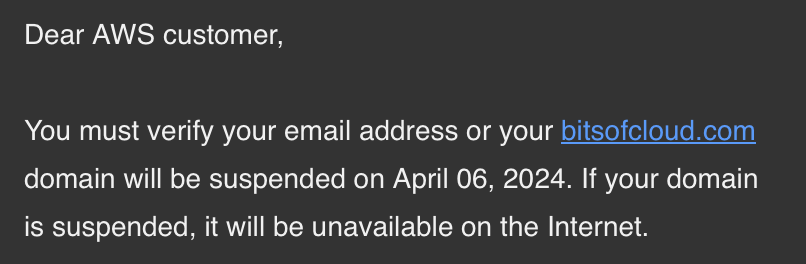 Dear AWS customer,
You must verify your email address or your bitsofcloud.com
domain will be suspended on April 06, 2024. If your domain
is suspended, it will be unavailable on the Internet.